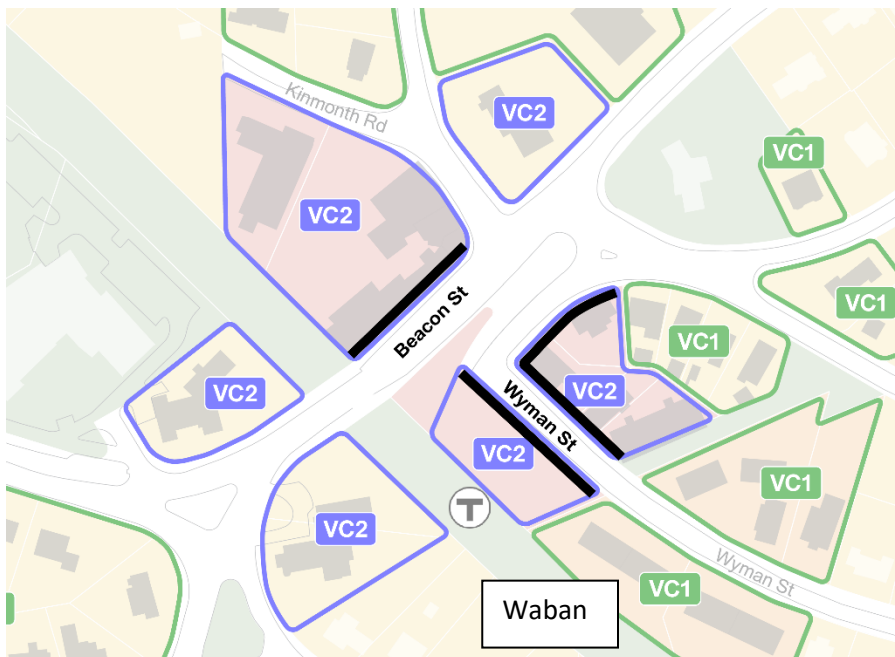 Kinmonth Rd
VC2
VC1
VC2
Beacon St
VC1
VC1
VC2
VC2
Wyman St
VC2
VC1
VC2
T
Wyman St
VC1
Waban